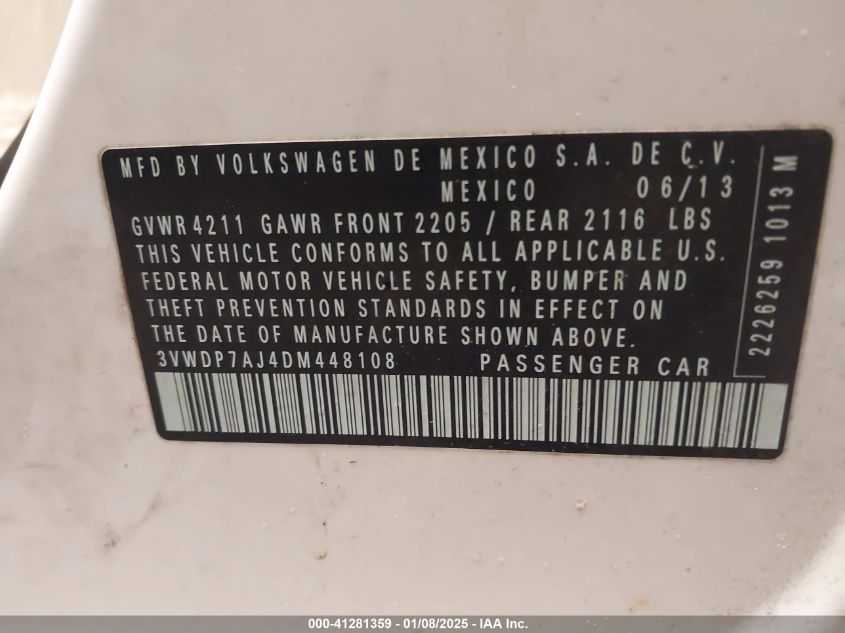 MFD BY VOLKSWAGEN DE MEXICO S.A. DE C.V.
MEXICO 06/13
GVWR 4211 GAWR FRONT 2205 / REAR 2116 LBS
THIS VEHICLE CONFORMS TO ALL APPLICABLE U.S.
FEDERAL MOTOR VEHICLE SAFETY, BUMPER AND
THEFT PREVENTION STANDARDS IN EFFECT ON
THE DATE OF MANUFACTURE SHOWN ABOVE.
3VWDP7AJ4DM448108 PASSENGER CAR
2226259 1013 M
000-41281359 - 01/08/2025 - IAA Inc.